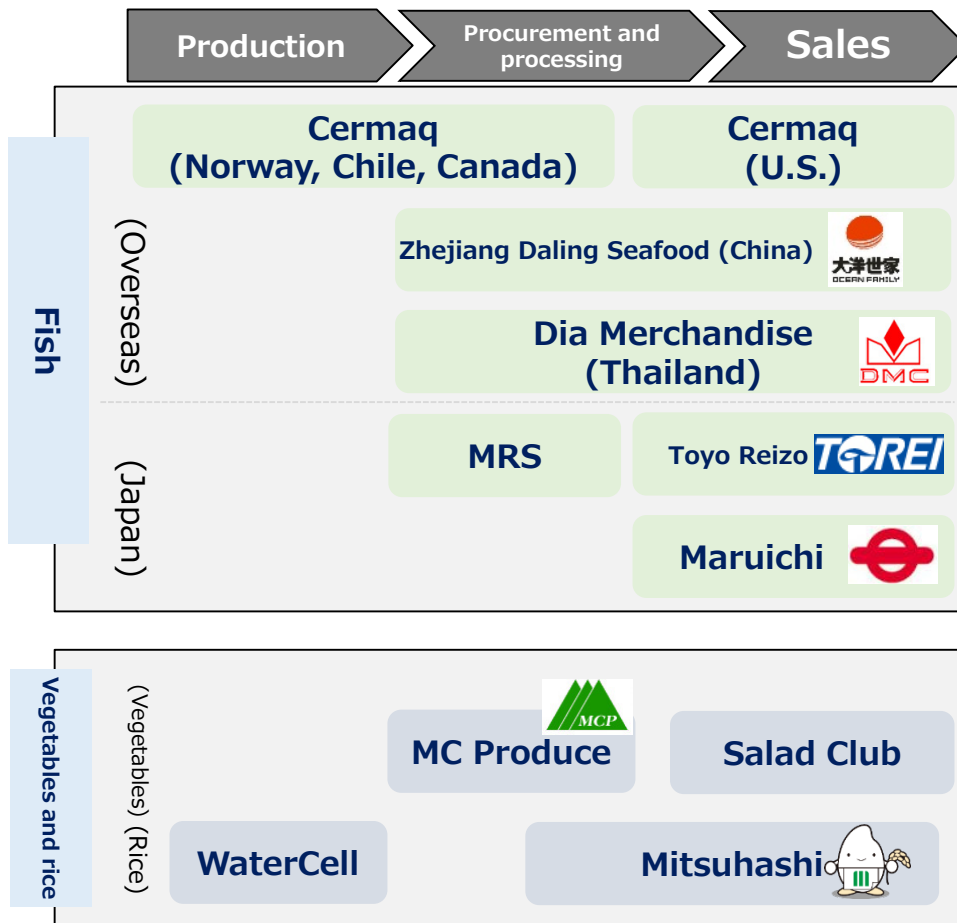 Production
Procurement and
processing
Sales
Fish
(Overseas)
Cermaq
(Norway, Chile, Canada)
Cermaq
(U.S.)
Zhejiang Daling Seafood (China)
大洋世家
OCEAN FAMILY
Dia Merchandise
(Thailand)
DMC
(Japan)
MRS
Toyo Reizo
TOREI
Maruichi
Vegetables and rice
(Vegetables)
MCP
MC Produce
Salad Club
(Rice)
WaterCell
Mitsuhashi